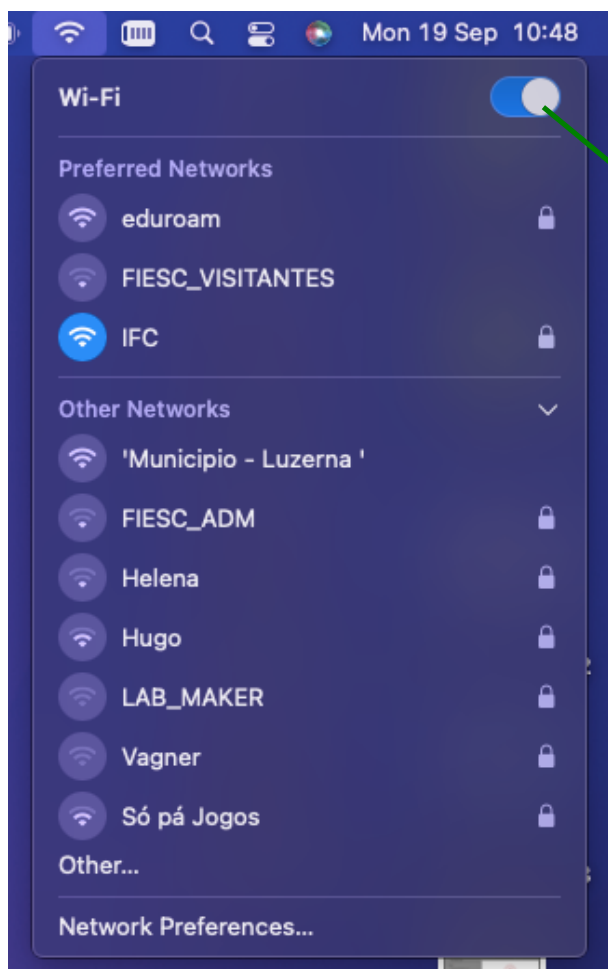 Mon 19 Sep 10:48
Wi-Fi
Preferred Networks
eduroam
FIESC_VISITANTES
IFC
Other Networks
'Municipio - Luzerna '
FIESC_ADM
Helena
Hugo
LAB_MAKER
Vagner
Só pá Jogos
Other...
Network Preferences...